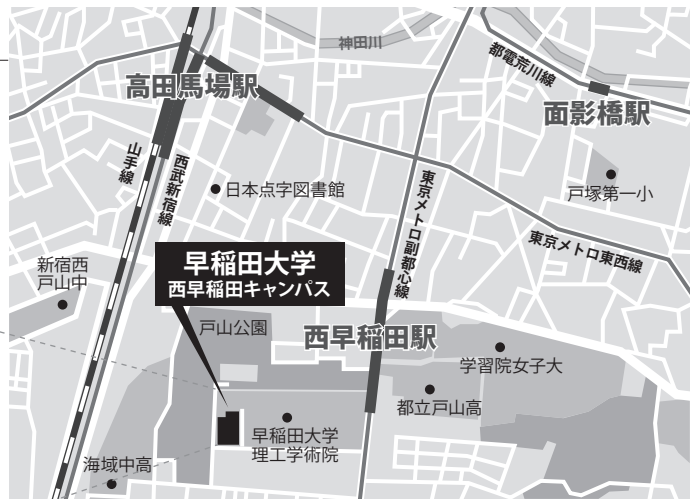 神田川
都電荒川線
高田馬場駅
面影橋駅
山手線
西武新宿線
日本点字図書館
東京メトロ副都心線
戸塚第一小
東京メトロ東西線
早稲田大学
西早稲田キャンパス
新宿西
戸山中
戸山公園
西早稲田駅
学習院女子大
都立戸山高
早稲田大学
理工学術院
海城中高